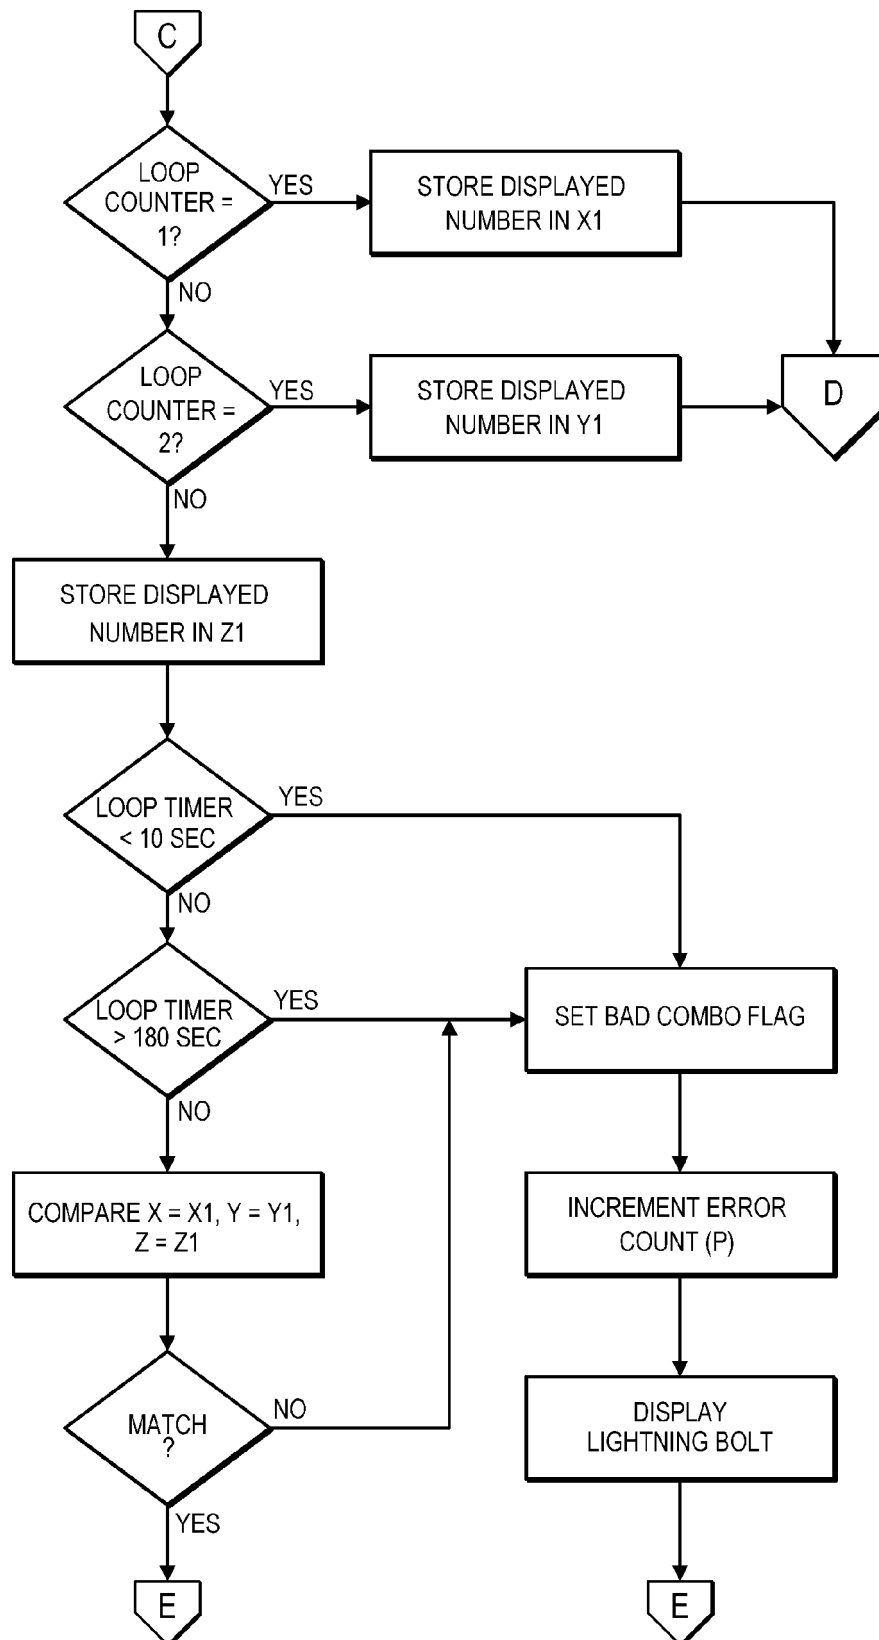 C
LOOP
COUNTER =
1?
YES
STORE DISPLAYED
NUMBER IN X1
NO
LOOP
COUNTER =
2?
YES
STORE DISPLAYED
NUMBER IN Y1
D
NO
STORE DISPLAYED
NUMBER IN Z1
LOOP TIMER
< 10 SEC
YES
NO
LOOP TIMER
> 180 SEC
YES
SET BAD COMBO FLAG
NO
COMPARE X = X1, Y = Y1,
Z = Z1
INCREMENT ERROR
COUNT (P)
MATCH
?
NO
DISPLAY
LIGHTNING BOLT
YES
E
E